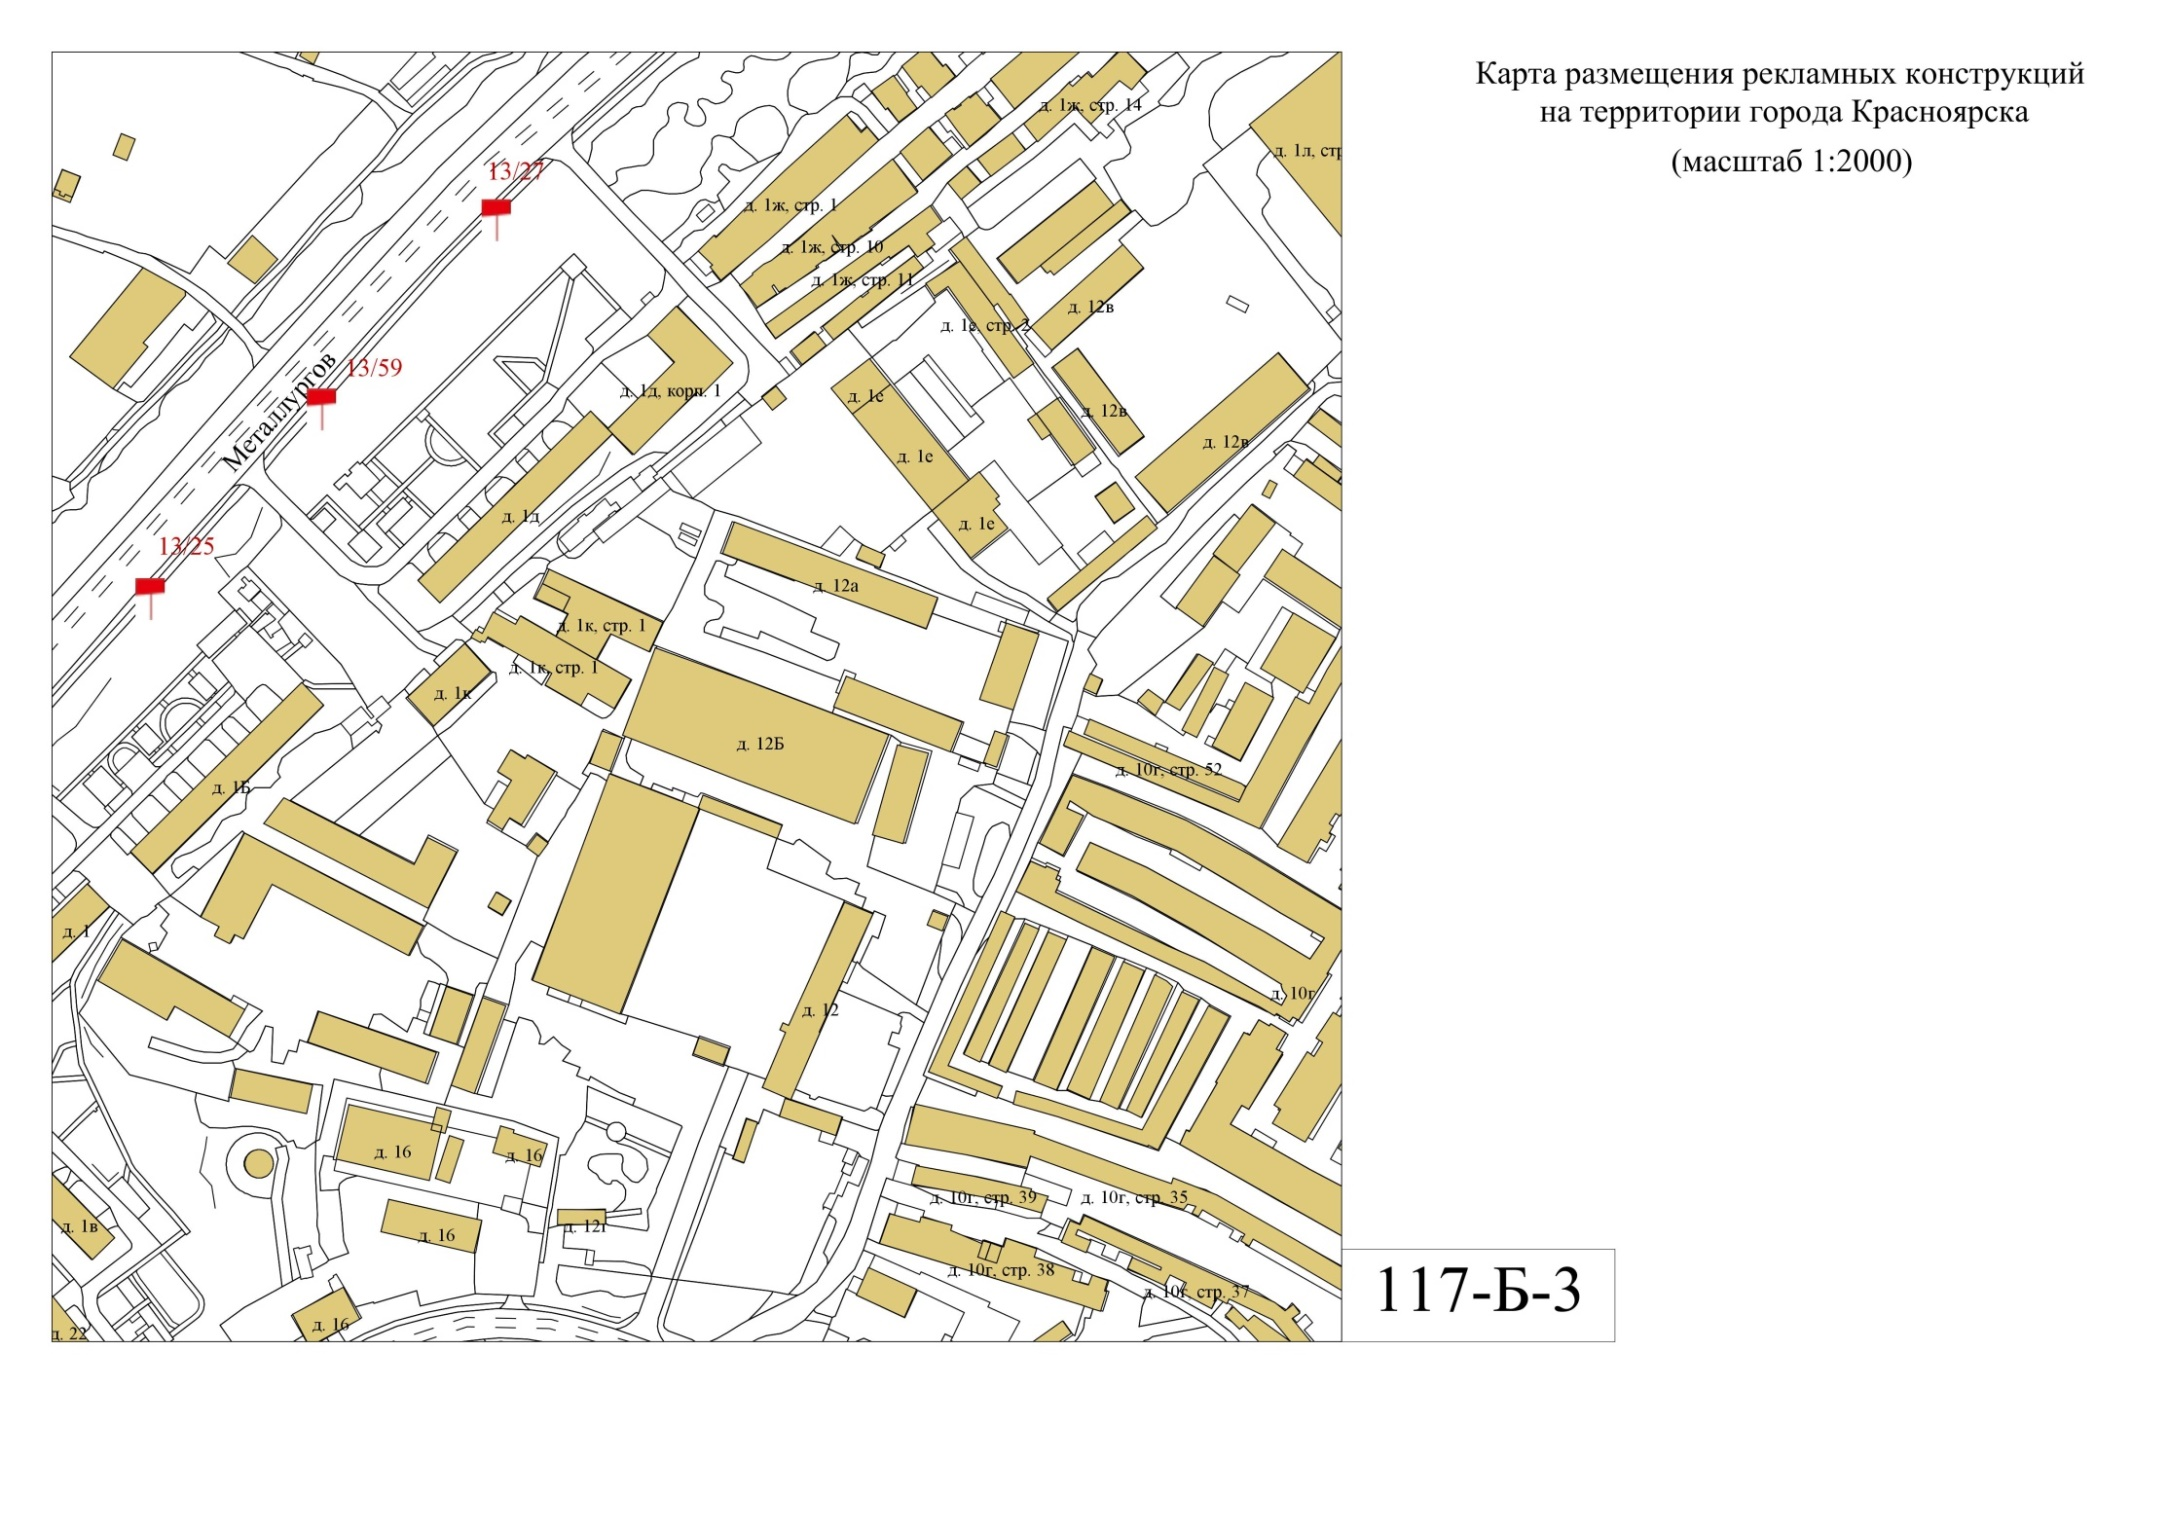 Карта размещения рекламных конструкций
на территории города Красноярска
(масштаб 1:2000)
д. 1ж, стр. 14
д. 1л, стр
13/27
д. 1ж, стр. 1
д. 1ж, стр. 10
д. 1ж, стр. 11
д. 12в
д. 1е, стр. 2
13/59
Металлургов
д. 1д, корп. 1
д. 1е
д. 12в
д. 12в
д. 1е
д. 1д
д. 1е
13/25
д. 12а
д. 1к, стр. 1
д. 1к, стр. 1
д. 1к
д. 12Б
д. 10г, стр. 52
д. 1Б
д. 1
д. 10г
д. 12
д. 16
д. 16
д. 10г, стр. 39
д. 10г, стр. 35
д. 1в
д. 12г
д. 16
д. 10г, стр. 38
д. 10г, стр. 37
117-Б-3
д. 16
д. 22